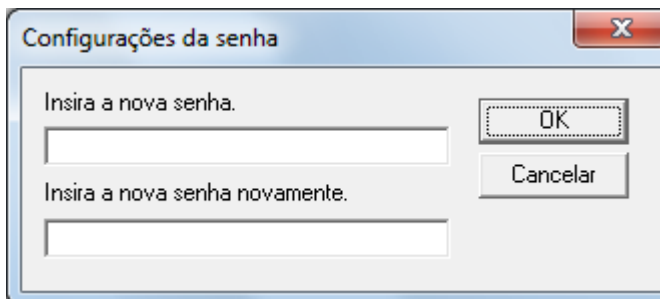 Configurações da senha
Insira a nova senha.
OK
Cancelar
Insira a nova senha novamente.